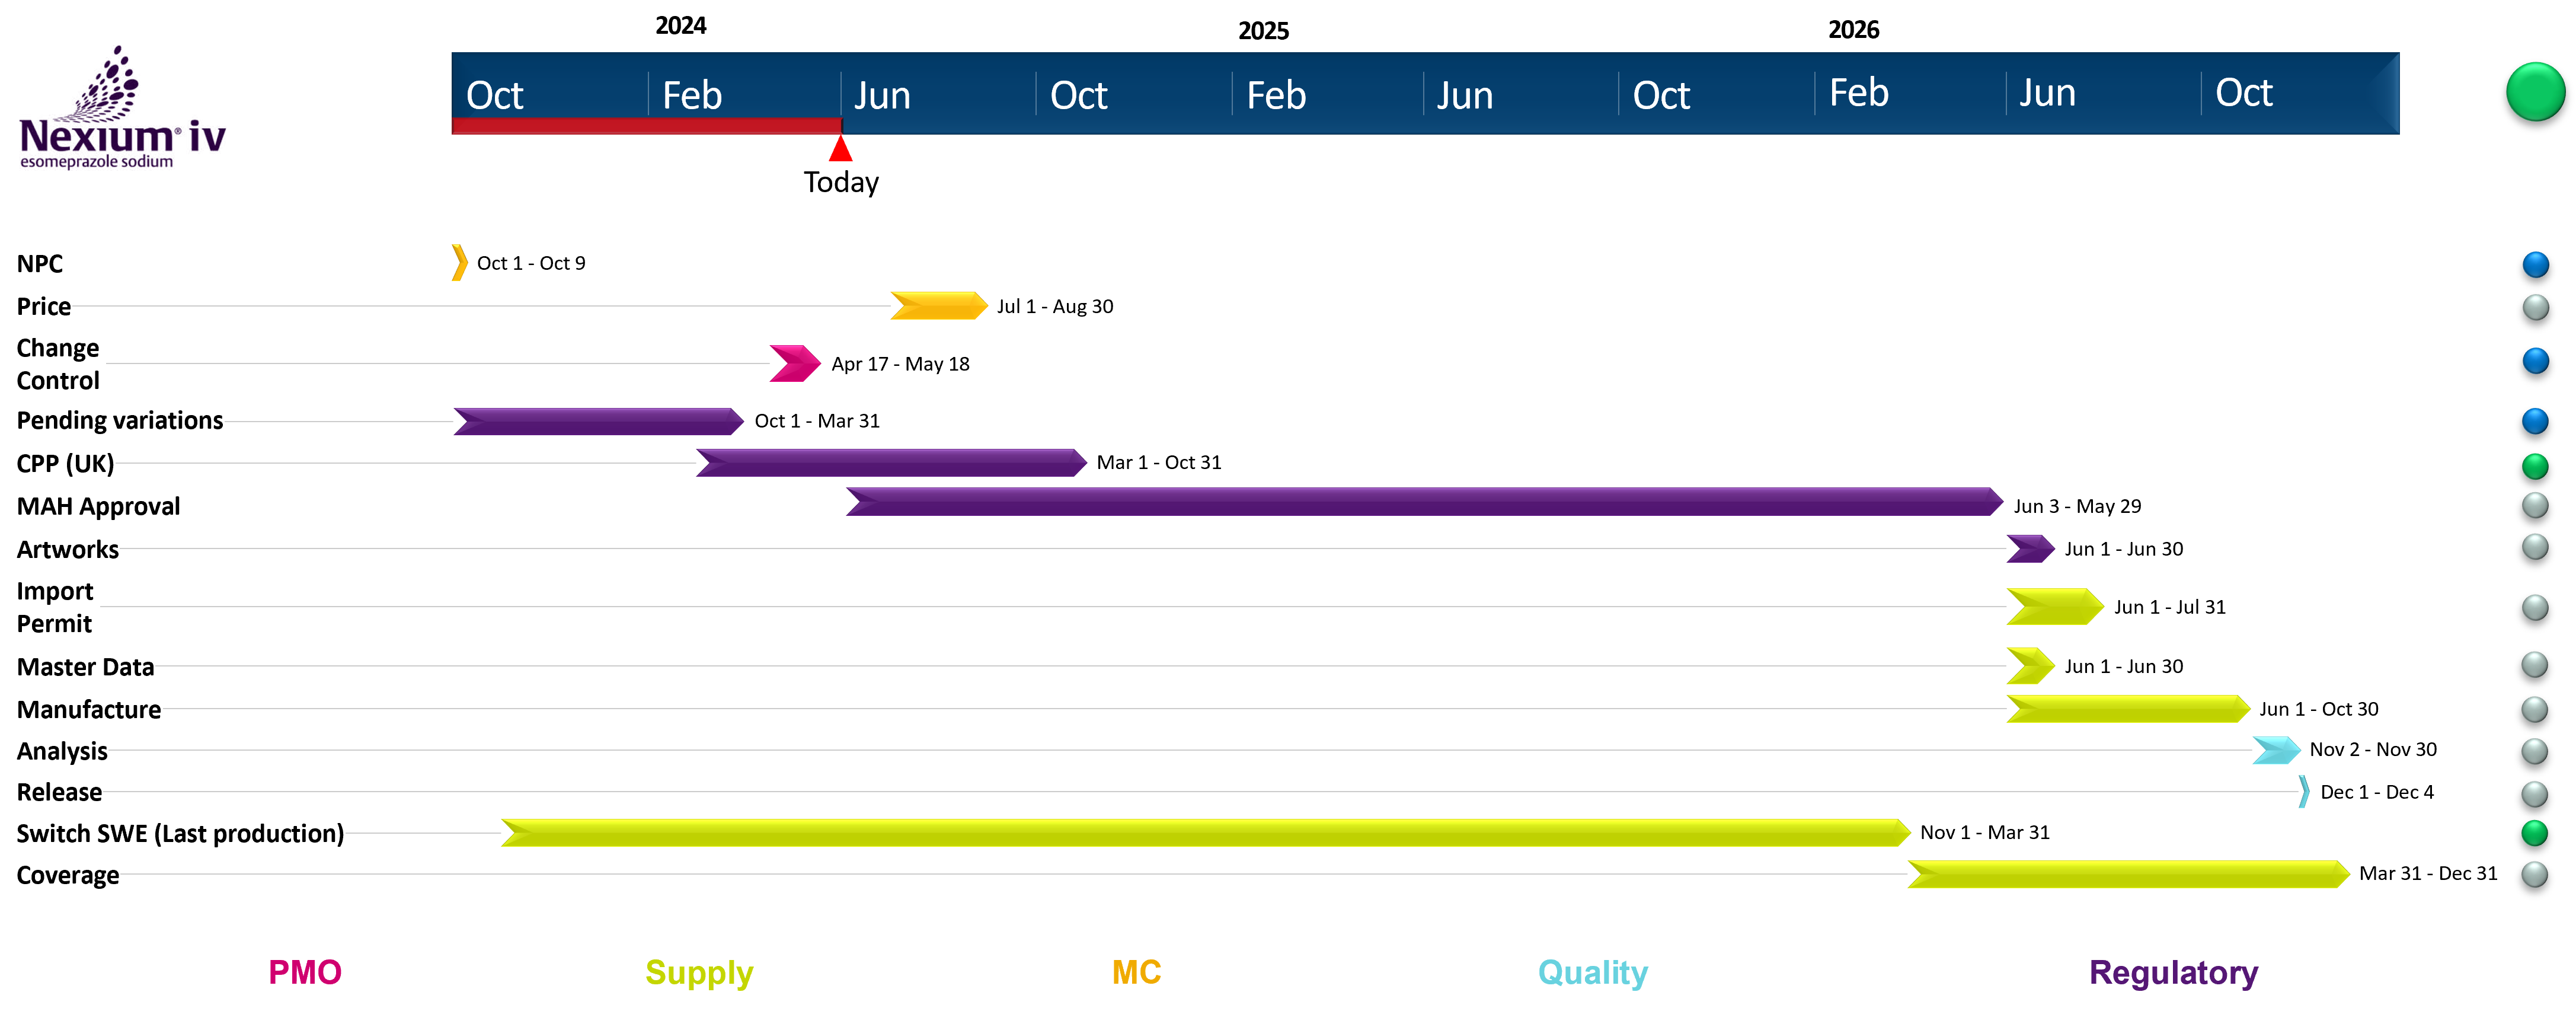 2024
2025
2026
Oct
Feb
Jun
Oct
Feb
Jun
Oct
Feb
Jun
Oct
Nexium® iv
esomeprazole sodium
Today
NPC
Oct 1 - Oct 9
Price
Jul 1 - Aug 30
Change
Control
Apr 17 - May 18
Pending variations
Oct 1 - Mar 31
CPP (UK)
Mar 1 - Oct 31
MAH Approval
Jun 3 - May 29
Artworks
Jun 1 - Jun 30
Import
Permit
Jun 1 - Jul 31
Master Data
Jun 1 - Jun 30
Manufacture
Jun 1 - Oct 30
Analysis
Nov 2 - Nov 30
Release
Dec 1 - Dec 4
Switch SWE (Last production)
Nov 1 - Mar 31
Coverage
Mar 31 - Dec 31
PMO
Supply
MC
Quality
Regulatory